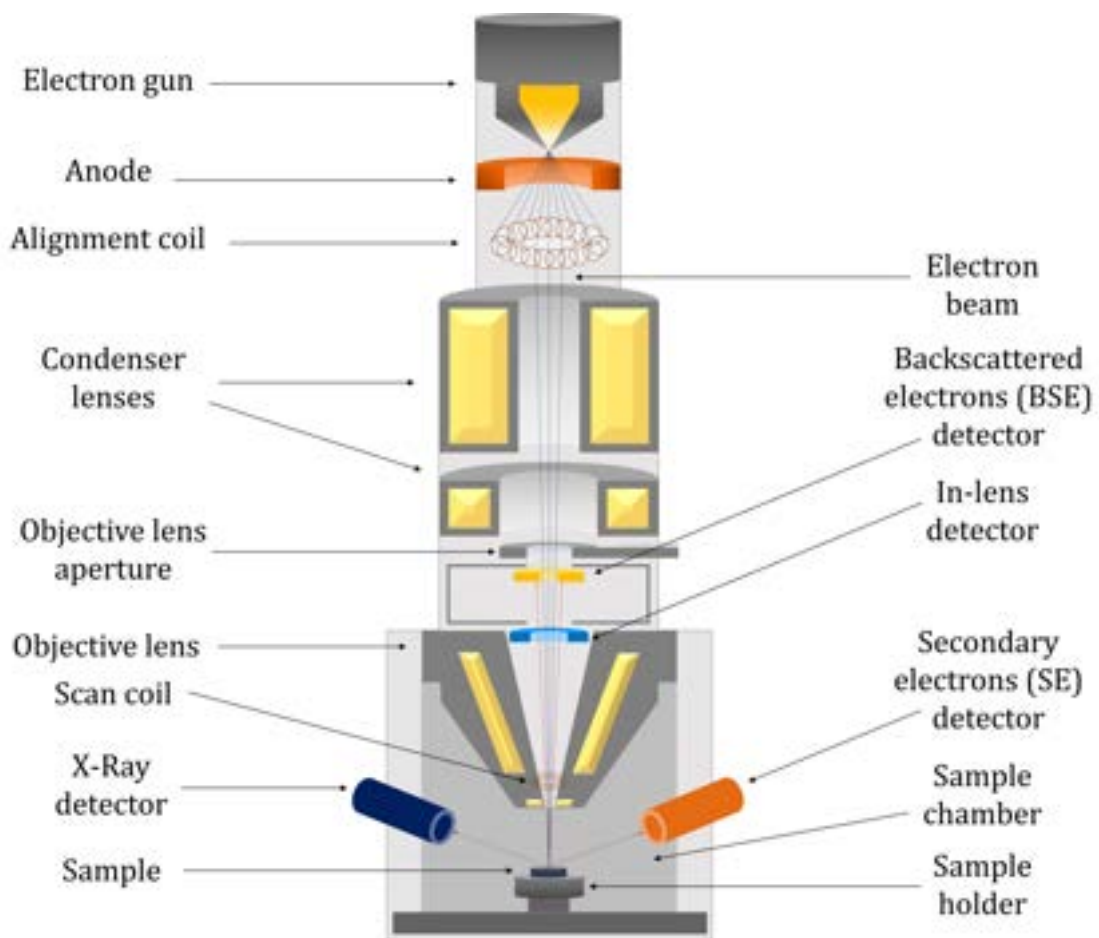 Electron gun
Anode
Alignment coil
Electron
beam
Condenser
lenses
Backscattered
electrons (BSE)
detector
In-lens
detector
Objective lens
aperture
Objective lens
Scan coil
Secondary
electrons (SE)
detector
X-Ray
detector
Sample
chamber
Sample
Sample
holder